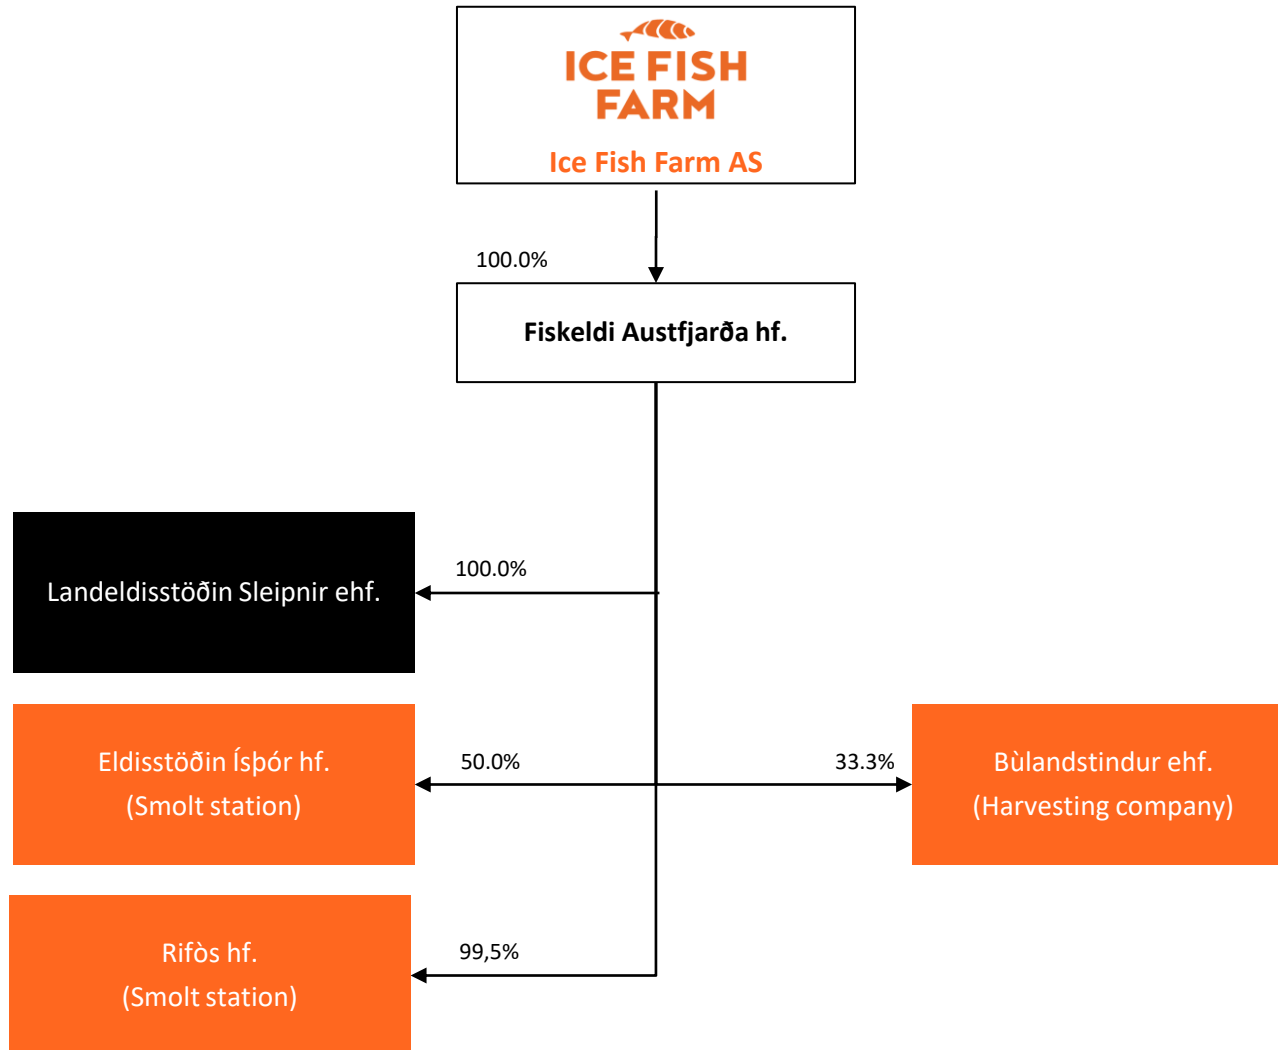 ICE FISH
FARM
Ice Fish Farm AS
100.0%
Fiskeldi Austfjarða hf.
Landeldisstöðin Sleipnir ehf.
100.0%
Eldisstöðin Ísþór hf.
(Smolt station)
50.0%
33.3%
Bùlandstindur ehf.
(Harvesting company)
Rifòs hf.
(Smolt station)
99,5%